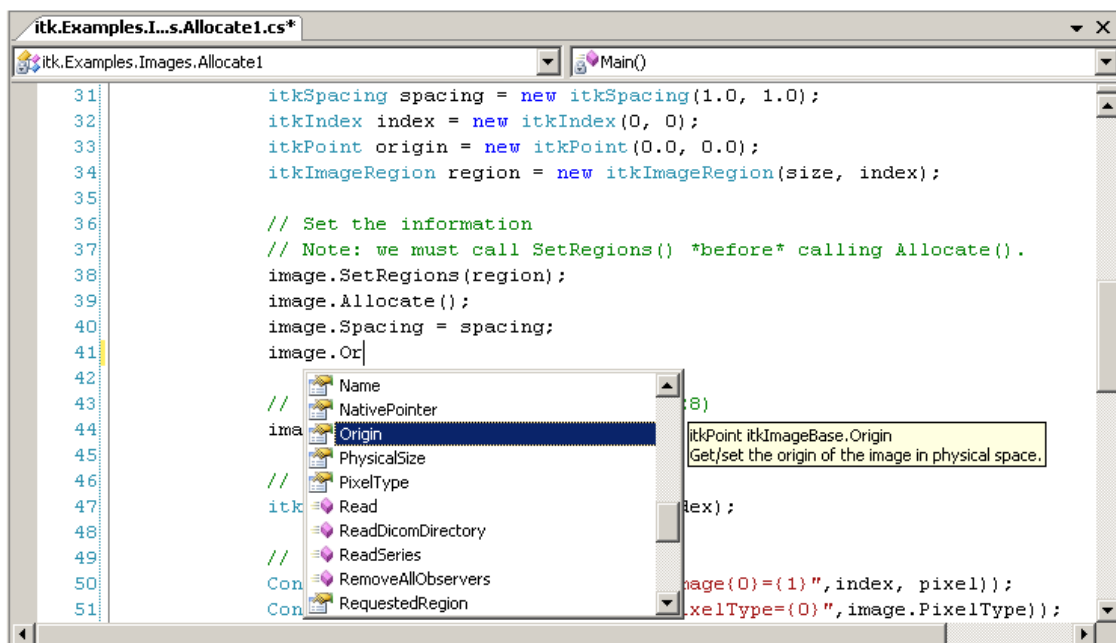 itk.Examples.I...s.Allocate1.cs*
itk.Examples.Images.Allocate1 Main()
31 itkSpacing spacing = new itkSpacing(1.0, 1.0);
32 itkIndex index = new itkIndex(0, 0);
33 itkPoint origin = new itkPoint(0.0, 0.0);
34 itkImageRegion region = new itkImageRegion(size, index);
35
36 // Set the information
37 // Note: we must call SetRegions() *before* calling Allocate().
38 image.SetRegions(region);
39 image.Allocate();
40 image.Spacing = spacing;
41 image.Or
42
Name
43 // 8)
NativePointer
44 ima
Origin
itkPoint itkImageBase.Origin
45
PhysicalSize
Get/set the origin of the image in physical space.
46 //
PixelType
47 itk dex);
Read
48
ReadDicomDirectory
49 //
ReadSeries
50 Con mage{0}={1}",index, pixel));
RemoveAllObservers
51 Con ixelType={0}",image.PixelType));
RequestedRegion